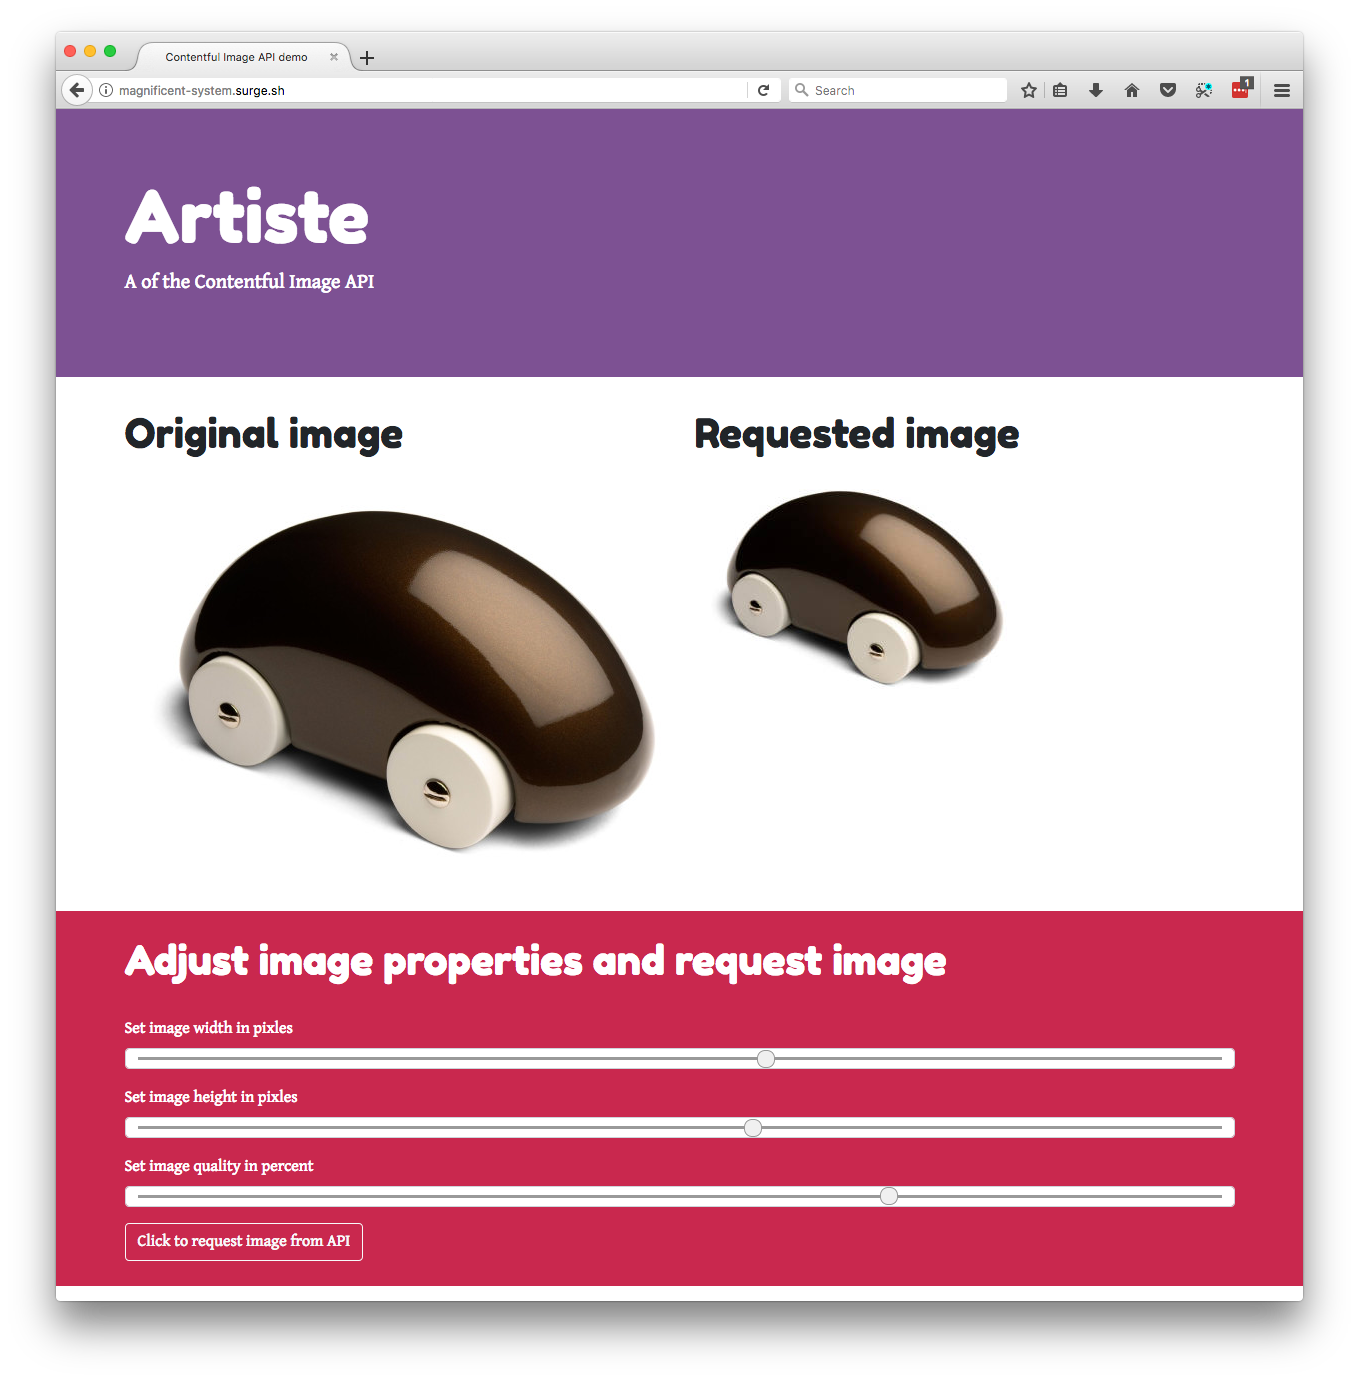 Contentful Image API demo
magnificent-system.surge.sh
Search
1
Artiste
A of the Contentful Image API
Original image
Requested image
Adjust image properties and request image
Set image width in pixles
Set image height in pixles
Set image quality in percent
Click to request image from API